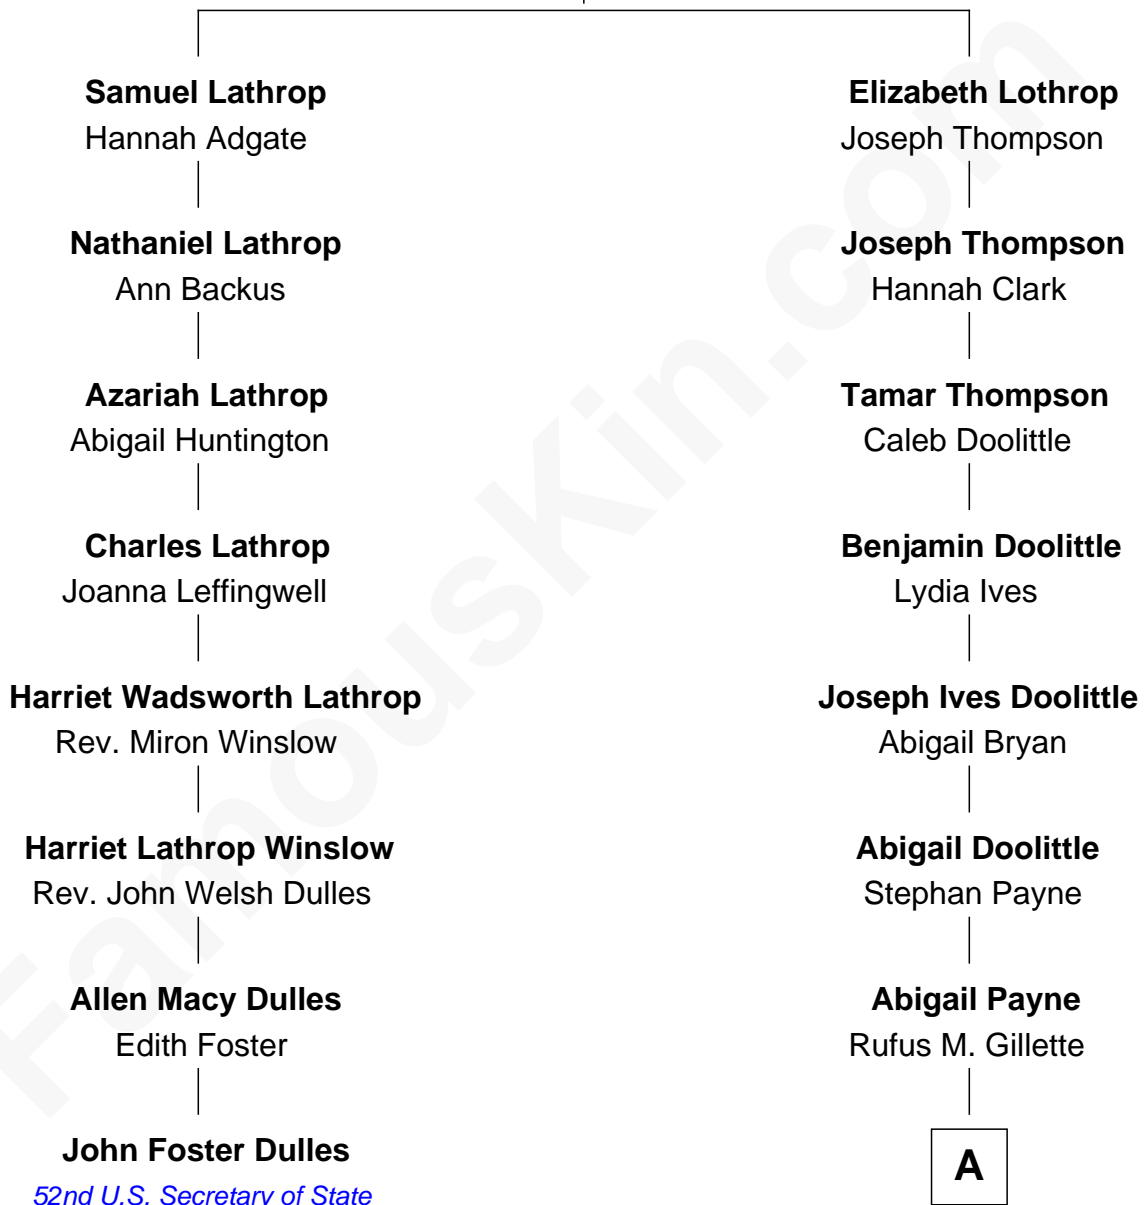 Samuel Lathrop
Hannah Adgate
Nathaniel Lathrop
Ann Backus
Azariah Lathrop
Abigail Huntington
Charles Lathrop
Joanna Leffingwell
Harriet Wadsworth Lathrop
Rev. Miron Winslow
Harriet Lathrop Winslow
Rev. John Welsh Dulles
Allen Macy Dulles
Edith Foster
John Foster Dulles
52nd U.S. Secretary of State
Elizabeth Lothrop
Joseph Thompson
Joseph Thompson
Hannah Clark
Tamar Thompson
Caleb Doolittle
Benjamin Doolittle
Lydia Ives
Joseph Ives Doolittle
Abigail Bryan
Abigail Doolittle
Stephan Payne
Abigail Payne
Rufus M. Gillette
A
FamousKin.com